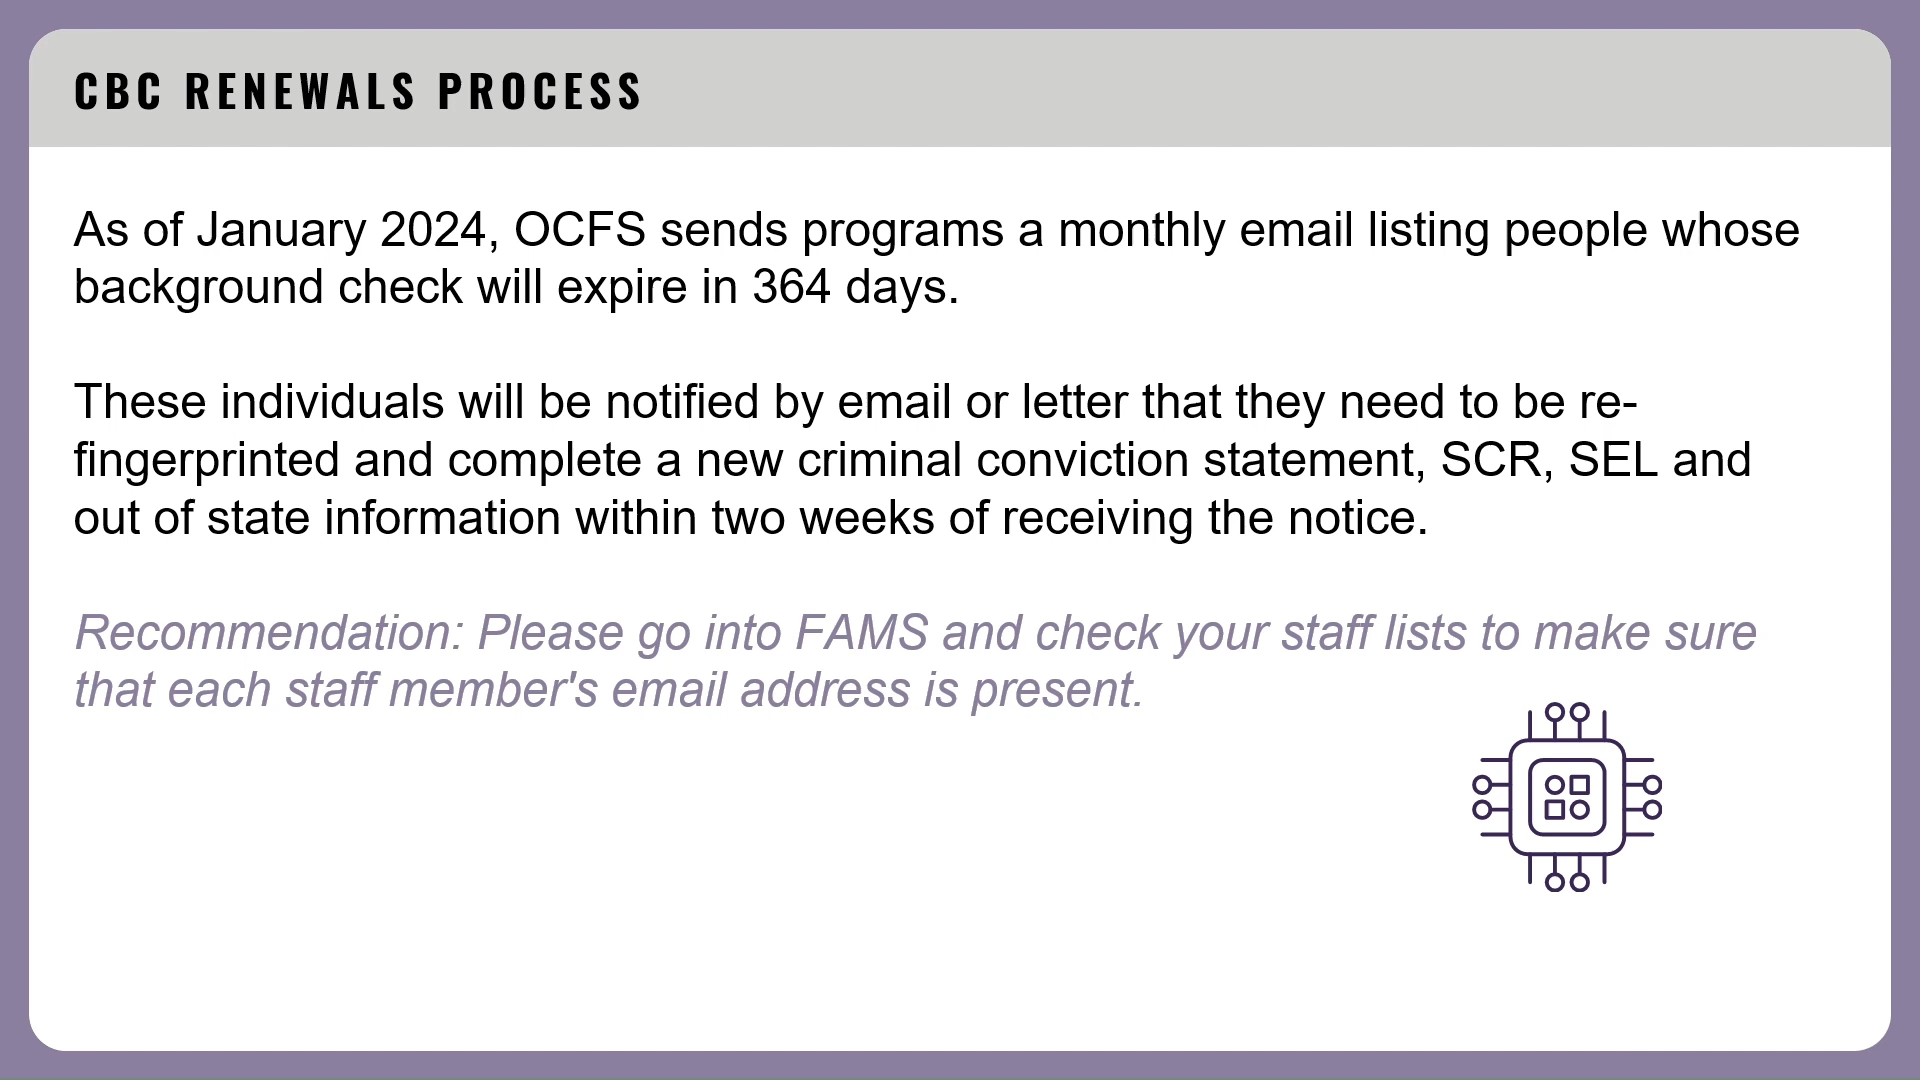 CBC RENEWALS PROCESS
As of January 2024, OCFS sends programs a monthly email listing people whose
background check will expire in 364 days.
These individuals will be notified by email or letter that they need to be re-
fingerprinted and complete a new criminal conviction statement, SCR, SEL and
out of state information within two weeks of receiving the notice.
Recommendation: Please go into FAMS and check your staff lists to make sure
that each staff member's email address is present.